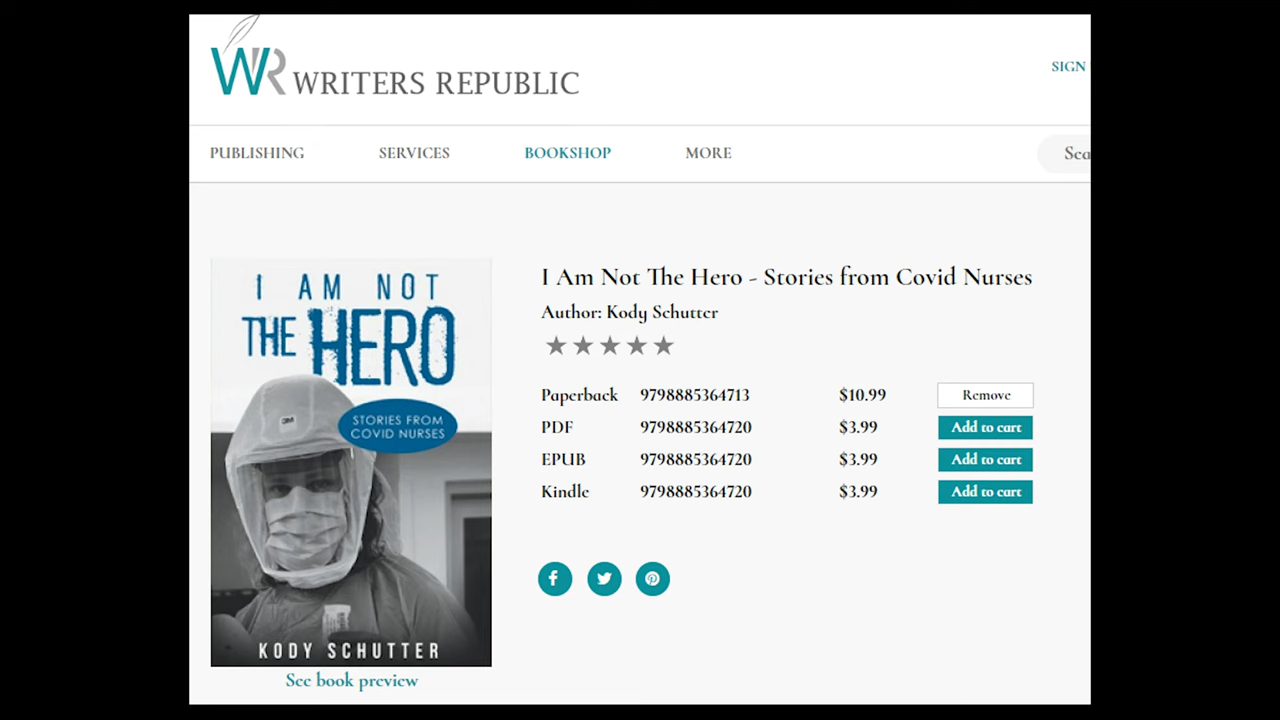 WR WRITERS REPUBLIC
SIGN
PUBLISHING SERVICES BOOKSHOP MORE
Sea
I AM NOT
THE HERO
STORIES FROM
COVID NURSES
3M
KODY SCHUTTER
See book preview
I Am Not The Hero - Stories from Covid Nurses
Author: Kody Schutter
Paperback 9798885364713 $10.99 Remove
PDF 9798885364720 $3.99 Add to cart
EPUB 9798885364720 $3.99 Add to cart
Kindle 9798885364720 $3.99 Add to cart